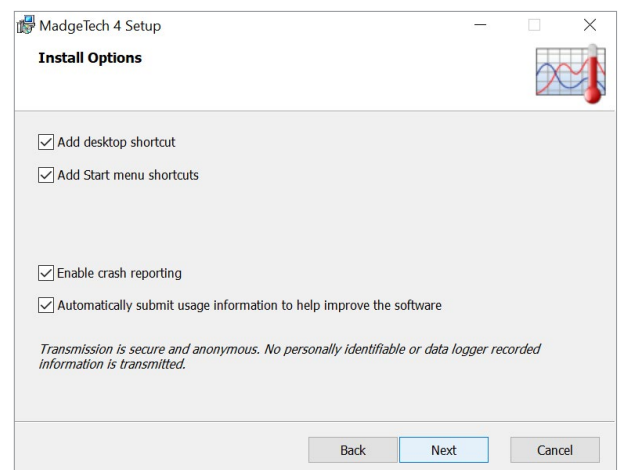 MadgeTech 4 Setup
Install Options
Add desktop shortcut
Add Start menu shortcuts
Enable crash reporting
Automatically submit usage information to help improve the software
Transmission is secure and anonymous. No personally identifiable or data logger recorded
information is transmitted.
Back Next Cancel